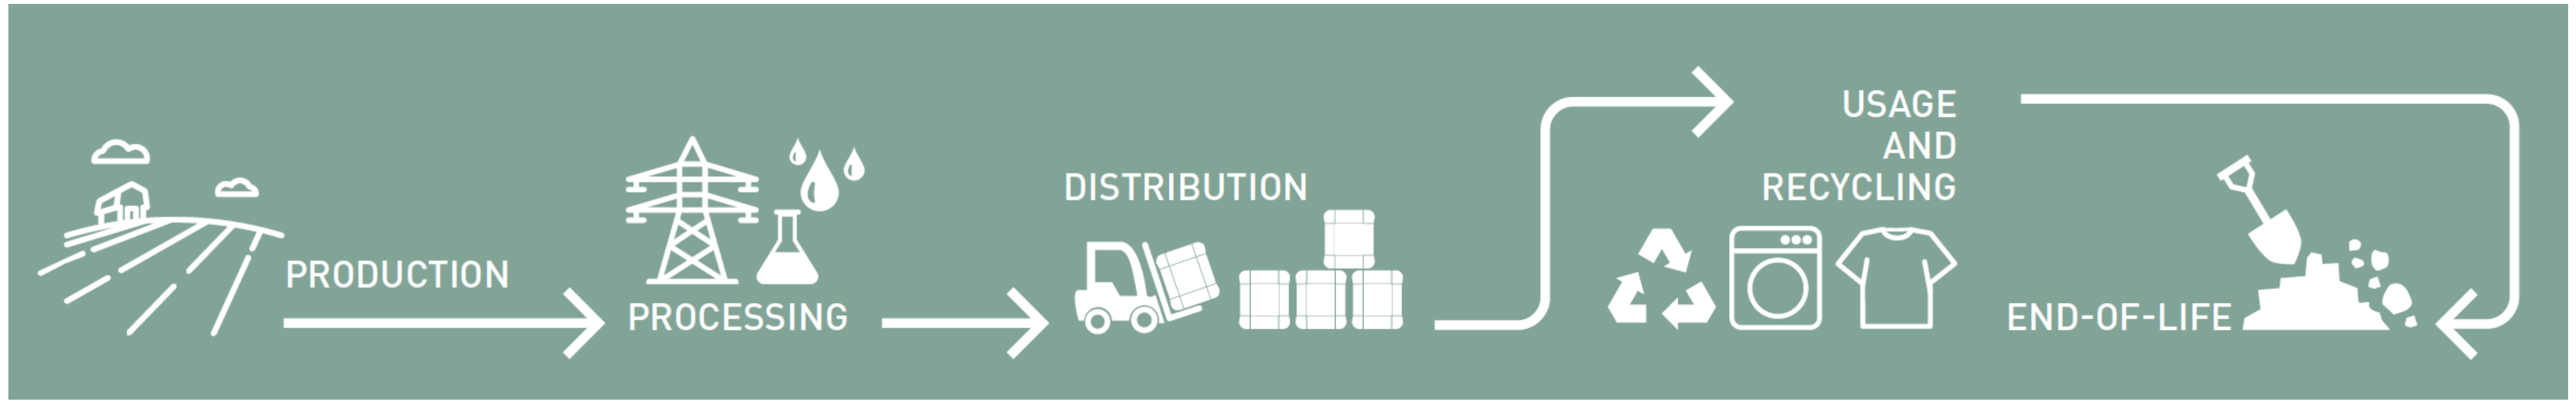 PRODUCTION
PROCESSING
DISTRIBUTION
USAGE
AND
RECYCLING
END-OF-LIFE